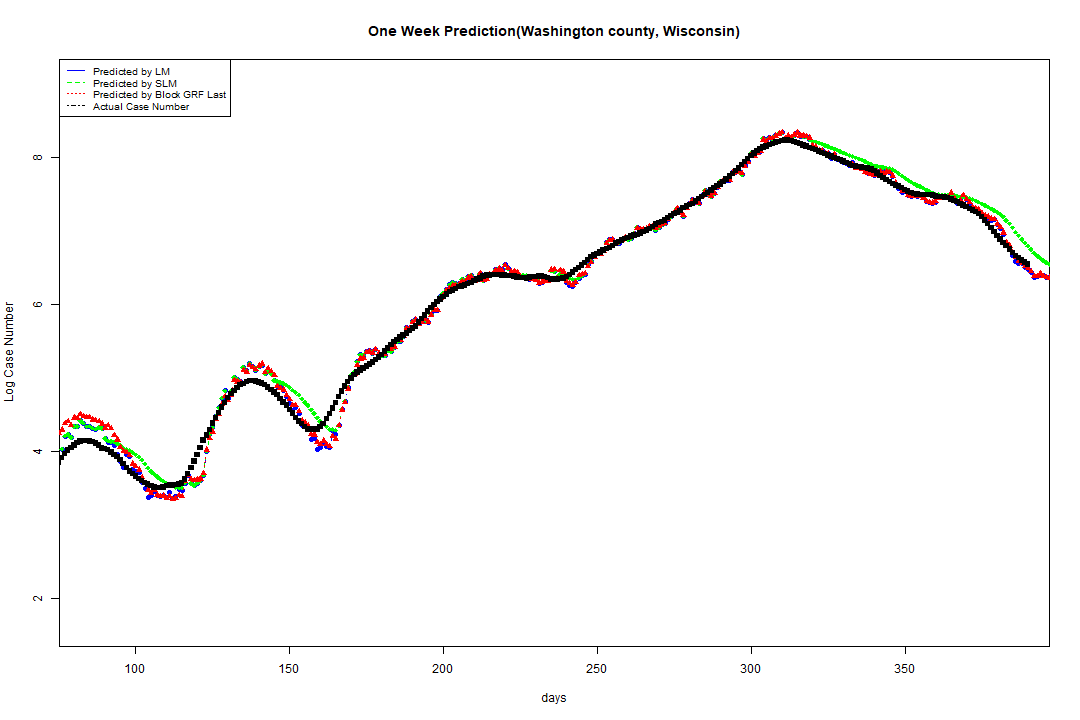 One Week Prediction(Washington county, Wisconsin)
Predicted by LM
Predicted by SLM
Predicted by Block GRF Last
Actual Case Number
8
6
4
2
Log Case Number
100 150 200 250 300 350
days